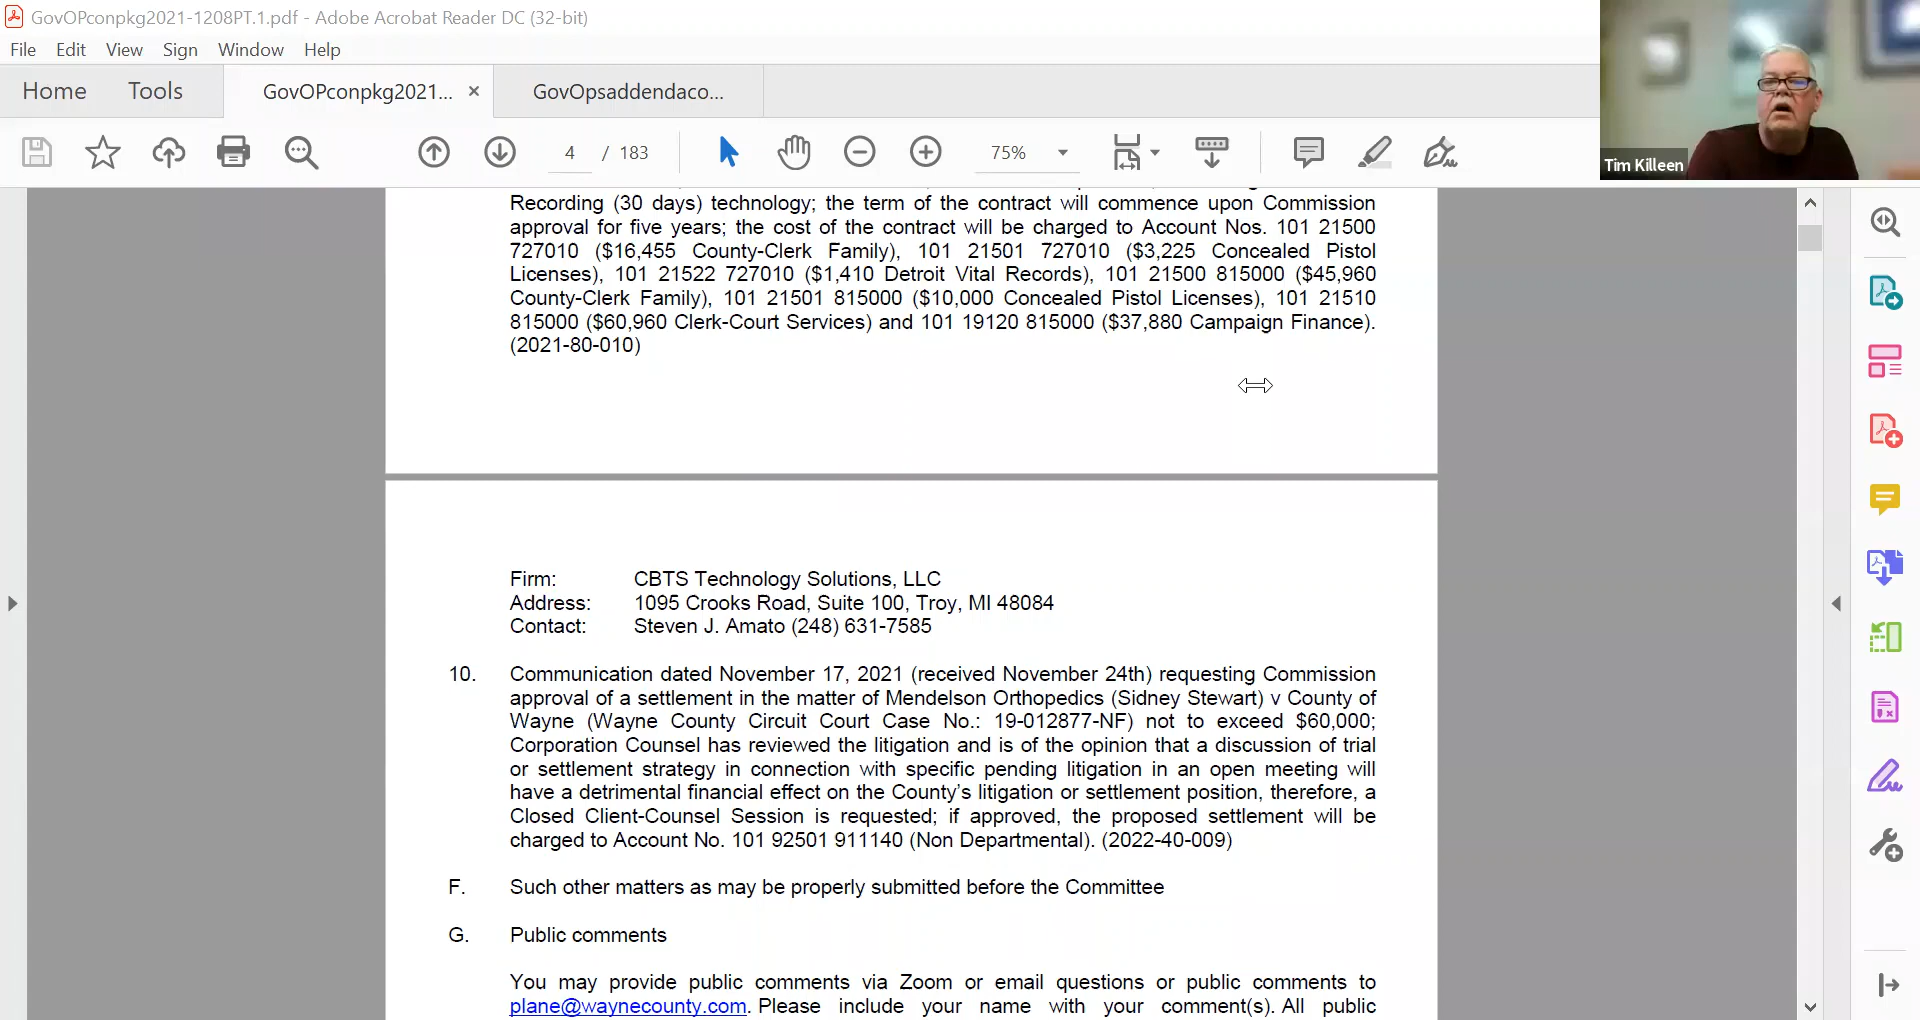 GovOPconpkg2021-1208PT.1.pdf - Adobe Acrobat Reader DC (32-bit)
File Edit View Sign Window Help
Home Tools GovOPconpkg2021... × GovOpsaddendaco...
4 / 183 75%
Tim Killeen
Recording (30 days) technology; the term of the contract will commence upon Commission
approval for five years; the cost of the contract will be charged to Account Nos. 101 21500
727010 ($16,455 County-Clerk Family), 101 21501 727010 ($3,225 Concealed Pistol
Licenses), 101 21522 727010 ($1,410 Detroit Vital Records), 101 21500 815000 ($45,960
County-Clerk Family), 101 21501 815000 ($10,000 Concealed Pistol Licenses), 101 21510
815000 ($60,960 Clerk-Court Services) and 101 19120 815000 ($37,880 Campaign Finance).
(2021-80-010)
Firm: CBTS Technology Solutions, LLC
Address: 1095 Crooks Road, Suite 100, Troy, MI 48084
Contact: Steven J. Amato (248) 631-7585
10. Communication dated November 17, 2021 (received November 24th) requesting Commission
approval of a settlement in the matter of Mendelson Orthopedics (Sidney Stewart) v County of
Wayne (Wayne County Circuit Court Case No.: 19-012877-NF) not to exceed $60,000;
Corporation Counsel has reviewed the litigation and is of the opinion that a discussion of trial
or settlement strategy in connection with specific pending litigation in an open meeting will
have a detrimental financial effect on the County's litigation or settlement position, therefore, a
Closed Client-Counsel Session is requested; if approved, the proposed settlement will be
charged to Account No. 101 92501 911140 (Non Departmental). (2022-40-009)
F. Such other matters as may be properly submitted before the Committee
G. Public comments
You may provide public comments via Zoom or email questions or public comments to
plane@waynecounty.com. Please include your name with your comment(s). All public